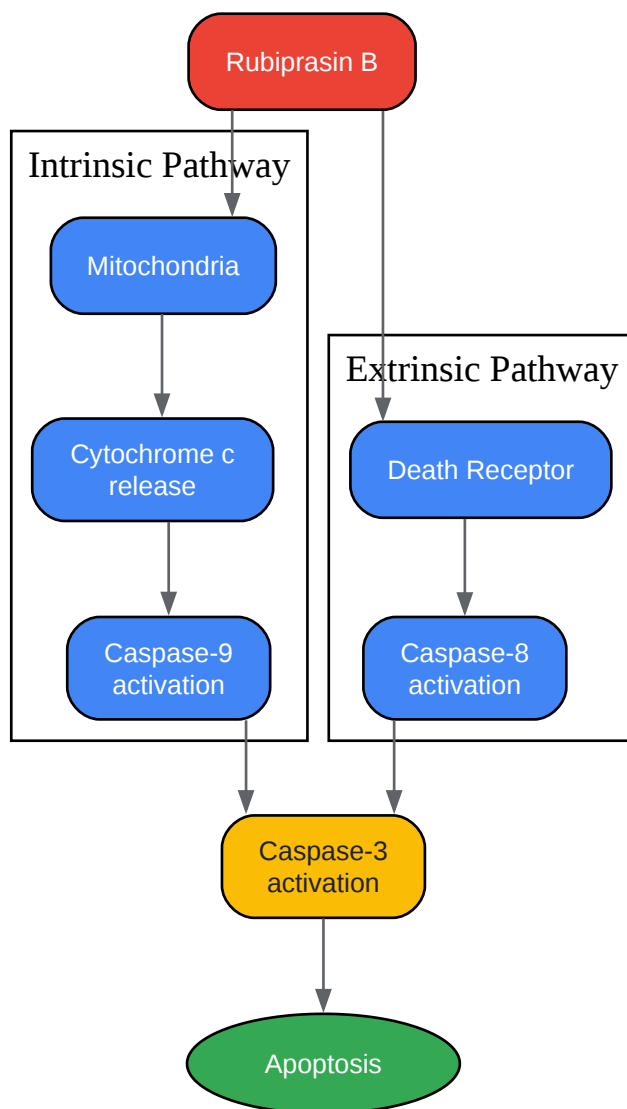 Rubiprasin B
Intrinsic Pathway
Mitochondria
Cytochrome c
release
Caspase-9
activation
Extrinsic Pathway
Death Receptor
Caspase-8
activation
Caspase-3
activation
Apoptosis